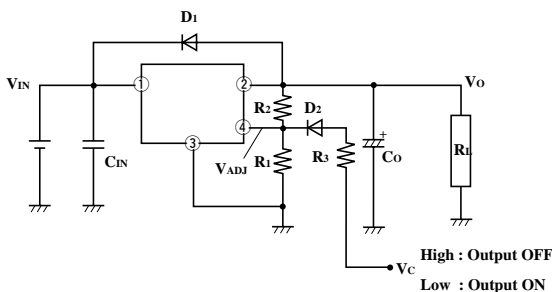 D1
VIN
1
2
VO
R2
D2
4
+
CIN
3
VADJ
R1
R3
CO
RL
VC
High : Output OFF
Low : Output ON